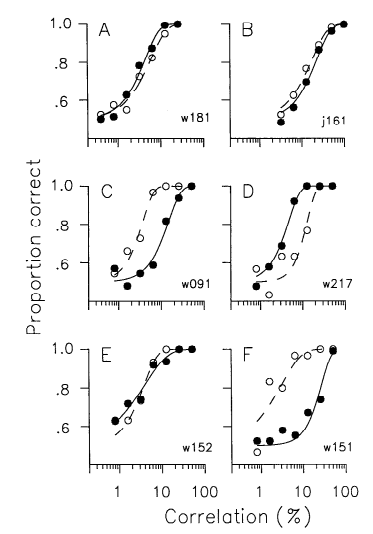 A B
1.0
.8
.6
w181 j161
C D
1.0
.8
.6
w091 w217
E F
1.0
.8
.6
w152 w151
1 10 100 1 10 100
Proportion correct
Correlation (%)